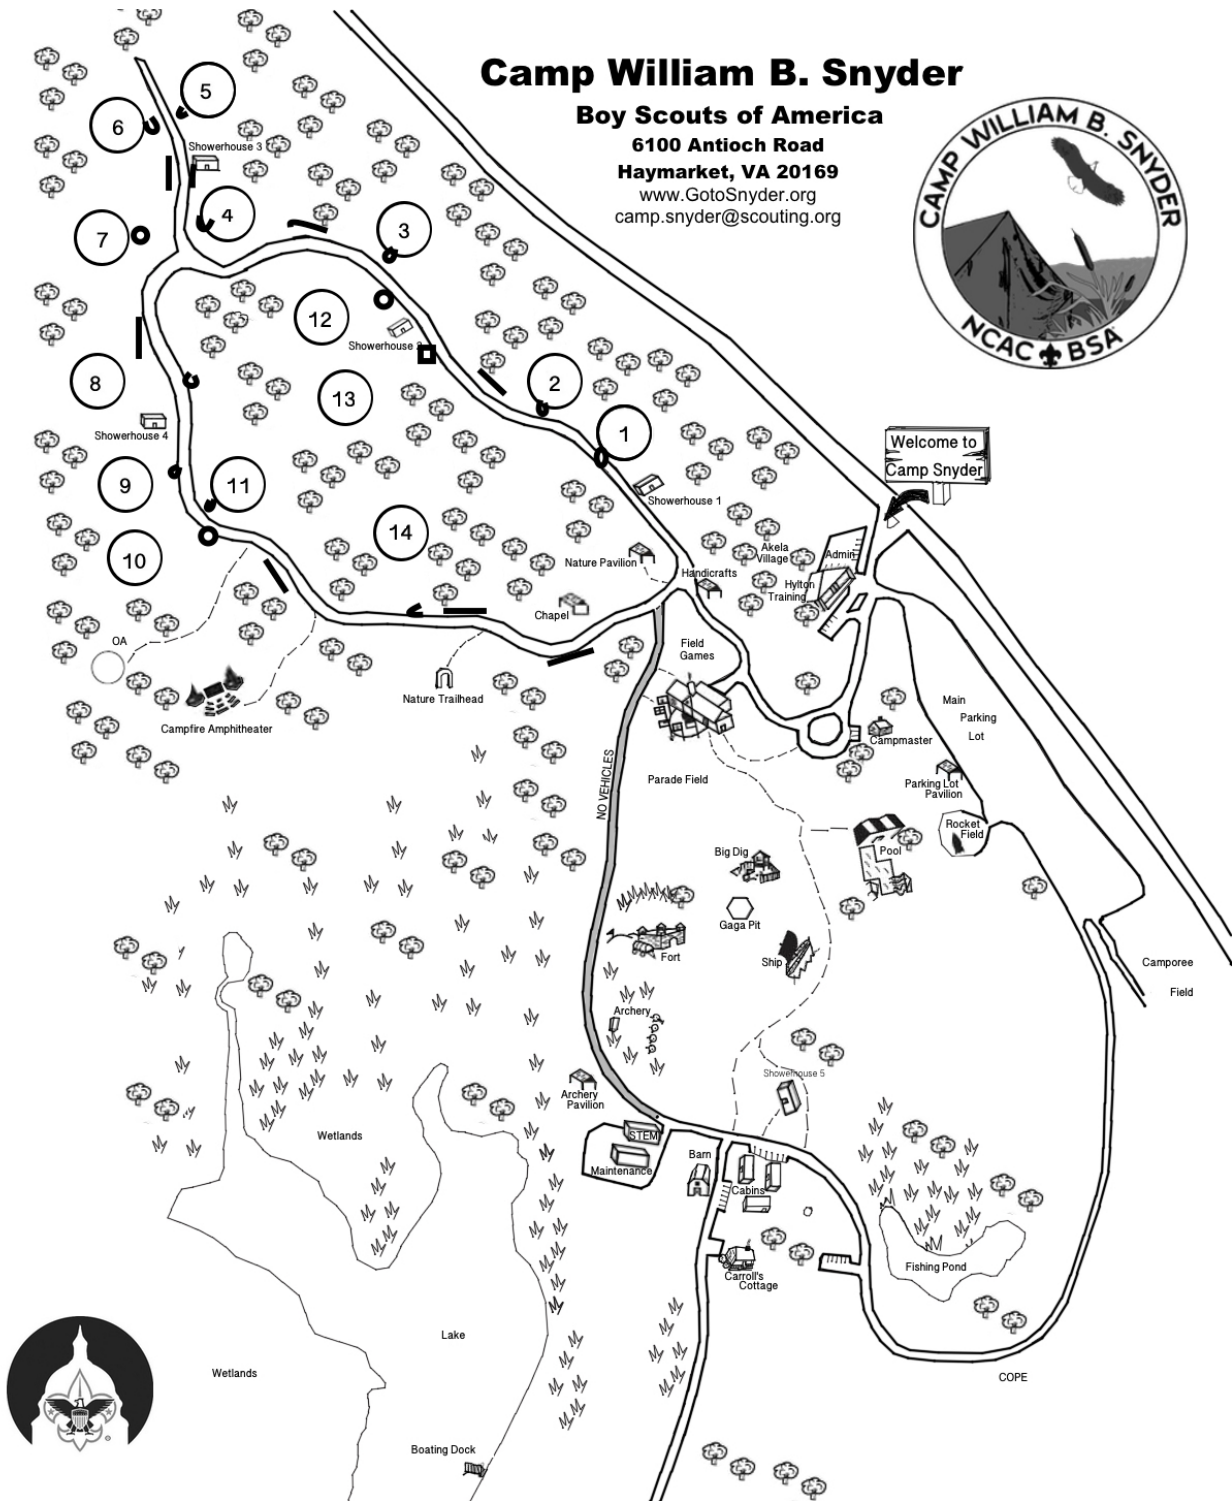 Camp William B. Snyder
Boy Scouts of America
6100 Antioch Road
Haymarket, VA 20169
www.GotoSnyder.org
camp.snyder@scouting.org
CAMP WILLIAM B. SNYDER
NCAC BSA
5
6
Showerhouse 3
4
7
3
12
Showerhouse 2
8
13
2
Showerhouse 4
1
Welcome to
Camp Snyder
9
11
Showerhouse 1
10
14
Nature Pavilion
Akela
Village
Admin
Handicrafts
Hylton
Training
Chapel
OA
Field
Games
Nature Trailhead
Campfire Amphitheater
Main
Parking
Lot
Campmaster
NO VEHICLES
Parade Field
Parking Lot
Pavilion
Rocket
Field
Pool
Big Dig
Gaga Pit
Fort
Ship
Camporee
Field
Archery
Showerhouse 5
Archery
Pavilion
Wetlands
STEM
Maintenance
Barn
Cabins
Carroll's
Cottage
Fishing Pond
Lake
Wetlands
COPE
Boating Dock